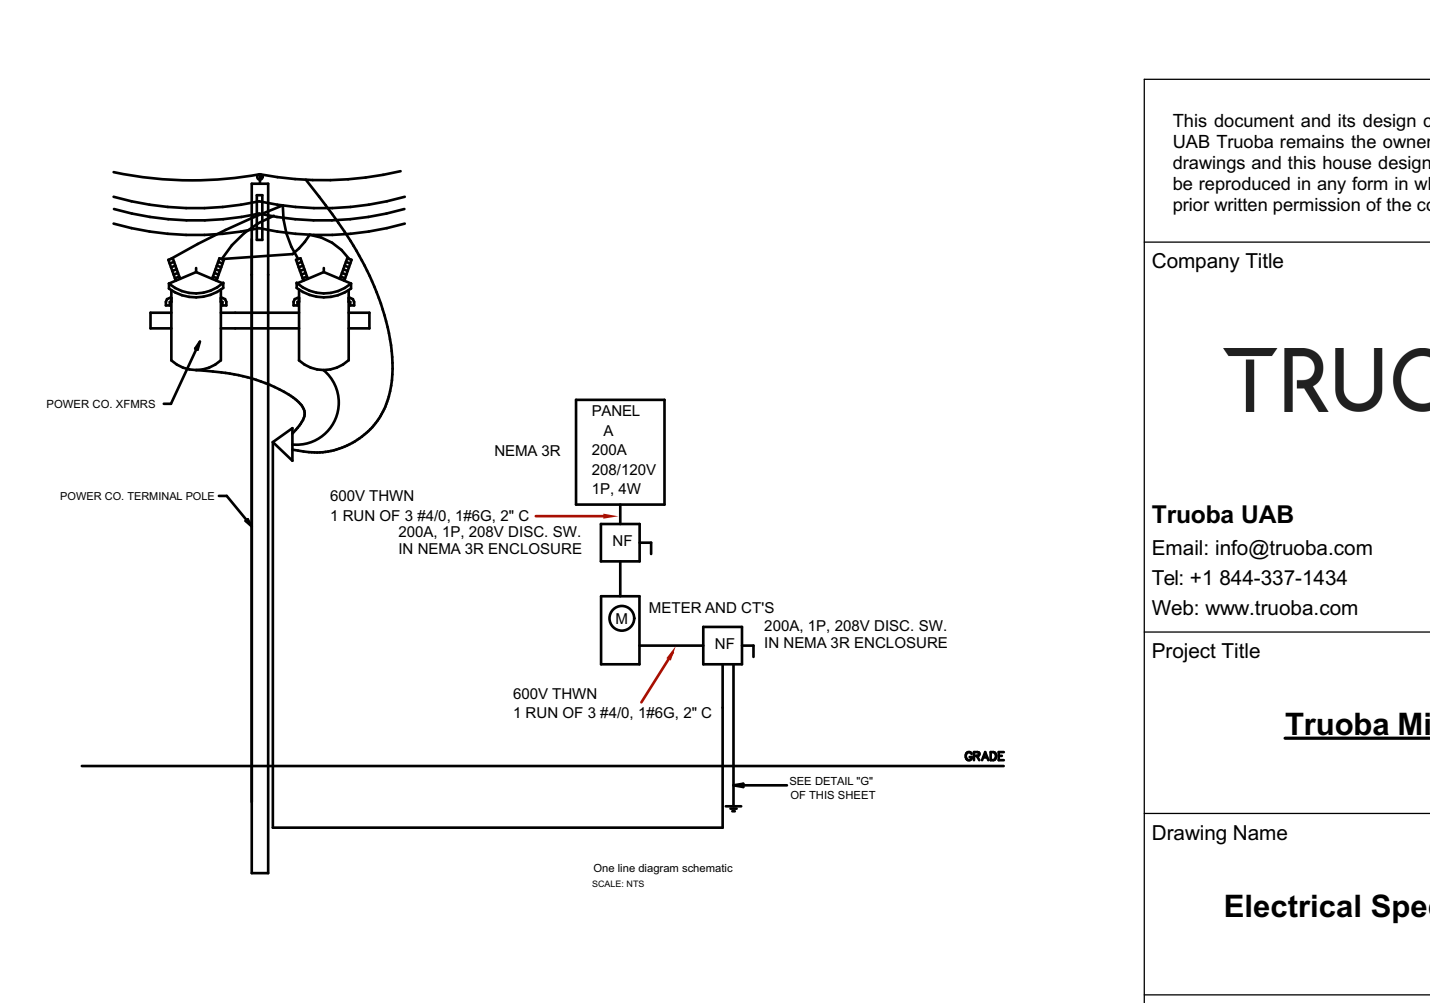 POWER CO. XFMRS
POWER CO. TERMINAL POLE
PANEL
A
200A
208/120V
1P, 4W
NEMA 3R
600V THWN
1 RUN OF 3 #4/0, 1#6G, 2" C
200A, 1P, 208V DISC. SW.
IN NEMA 3R ENCLOSURE
NF
M
METER AND CT'S
200A, 1P, 208V DISC. SW.
IN NEMA 3R ENCLOSURE
NF
600V THWN
1 RUN OF 3 #4/0, 1#6G, 2" C
GRADE
SEE DETAIL "G"
OF THIS SHEET
One line diagram schematic
SCALE: NTS
This document and its design
UAB Truoba remains the
drawings and this house design
be reproduced in any form in
prior written permission of the
Company Title
Truoba UAB
Email: info@truoba.com
Tel: +1 844-337-1434
Web: www.truoba.com
Project Title
Truoba
Drawing Name
Electrical